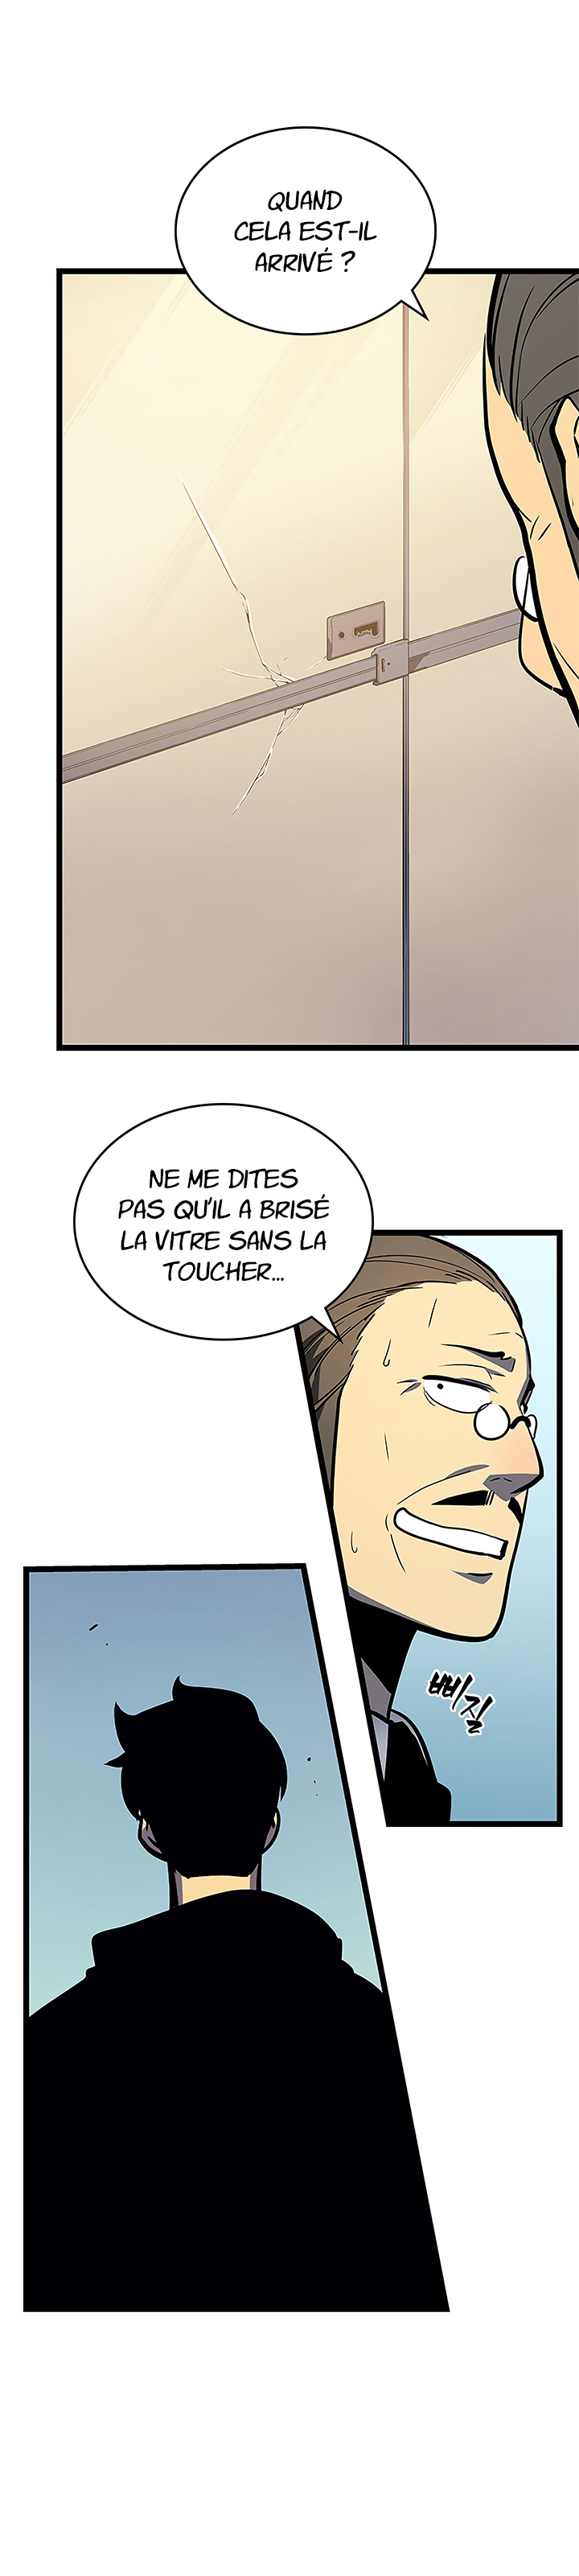 QUAND
CELA EST-IL
ARRIVÉ ?
NE ME DITES
PAS QU'IL A BRISÉ
LA VITRE SANS LA
TOUCHER...
삐질